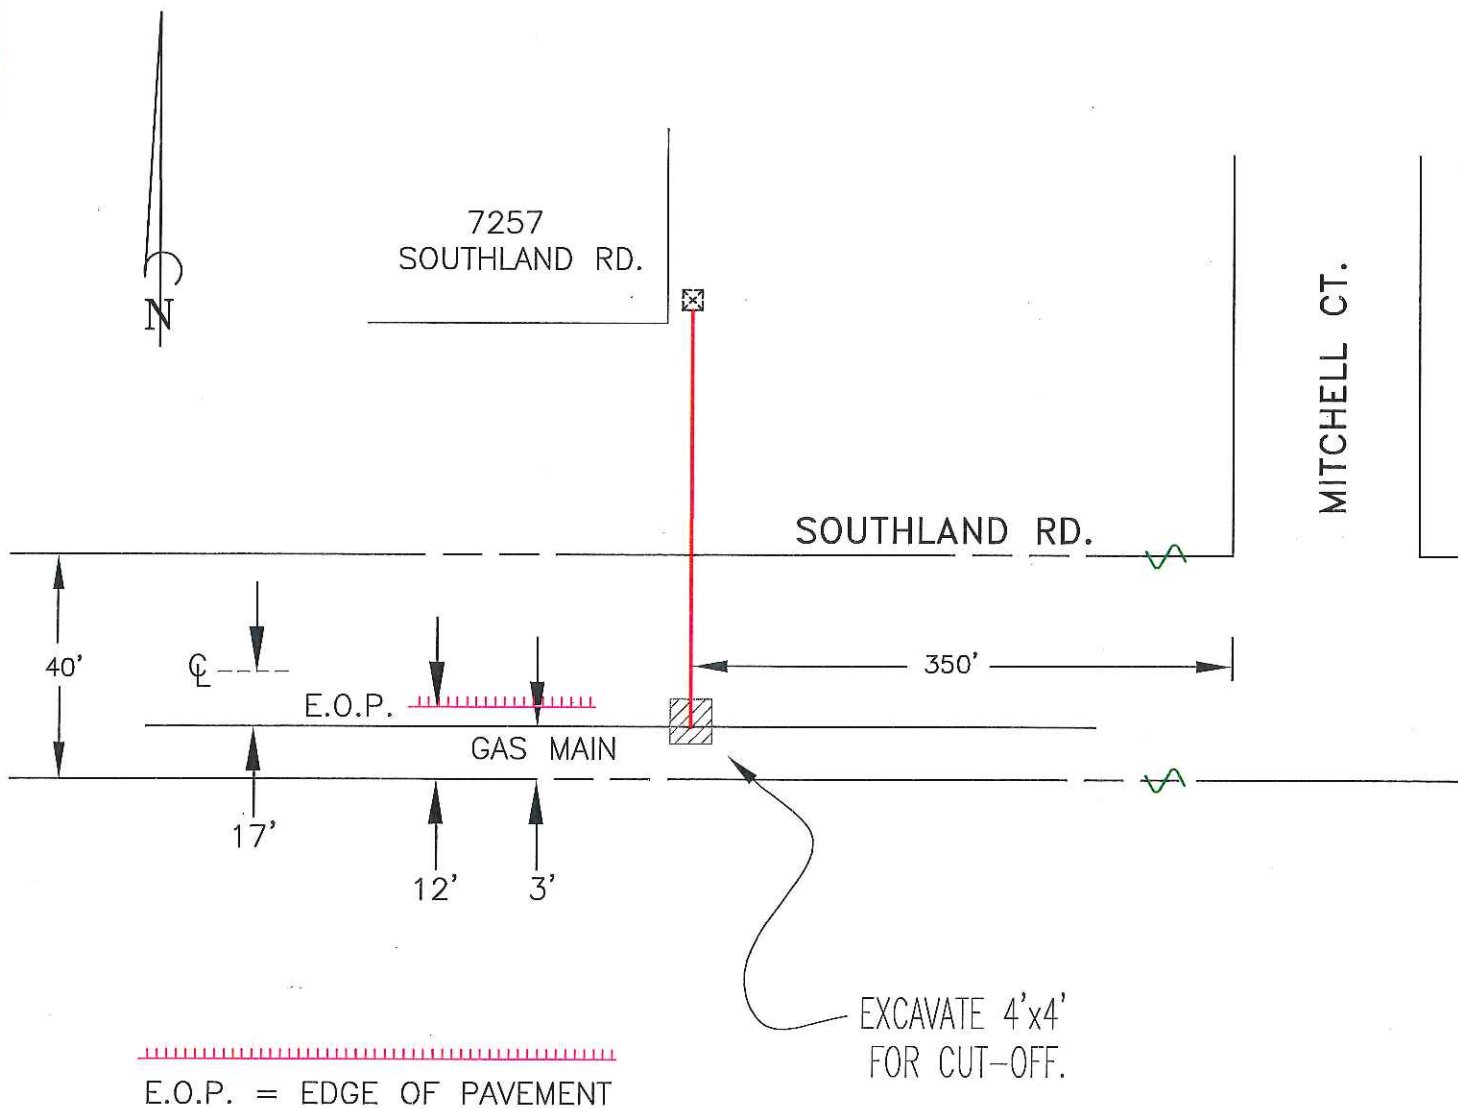 N
7257
SOUTHLAND RD.
MITCHELL CT.
SOUTHLAND RD.
40'
℄
350'
E.O.P.
GAS MAIN
17'
12'
3'
EXCAVATE 4'x4'
FOR CUT-OFF.
E.O.P. = EDGE OF PAVEMENT